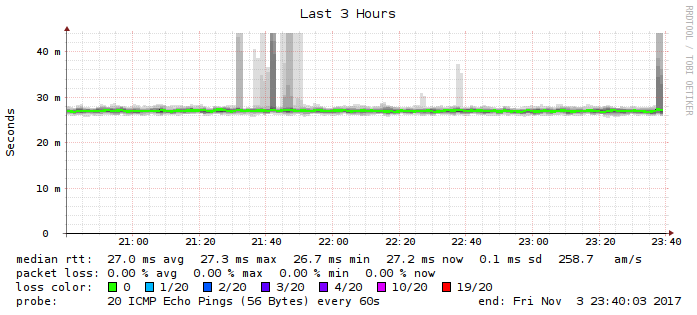 Last 3 Hours
RRDTOOL / TOBI OETIKER
Seconds
40 m
30 m
20 m
10 m
0
21:00 21:20 21:40 22:00 22:20 22:40 23:00 23:20 23:40
median rtt: 27.0 ms avg 27.3 ms max 26.7 ms min 27.2 ms now 0.1 ms sd 258.7 am/s
packet loss: 0.00 % avg 0.00 % max 0.00 % min 0.00 % now
loss color: 0 1/20 2/20 3/20 4/20 10/20 19/20
probe: 20 ICMP Echo Pings (56 Bytes) every 60s end: Fri Nov 3 23:40:03 2017